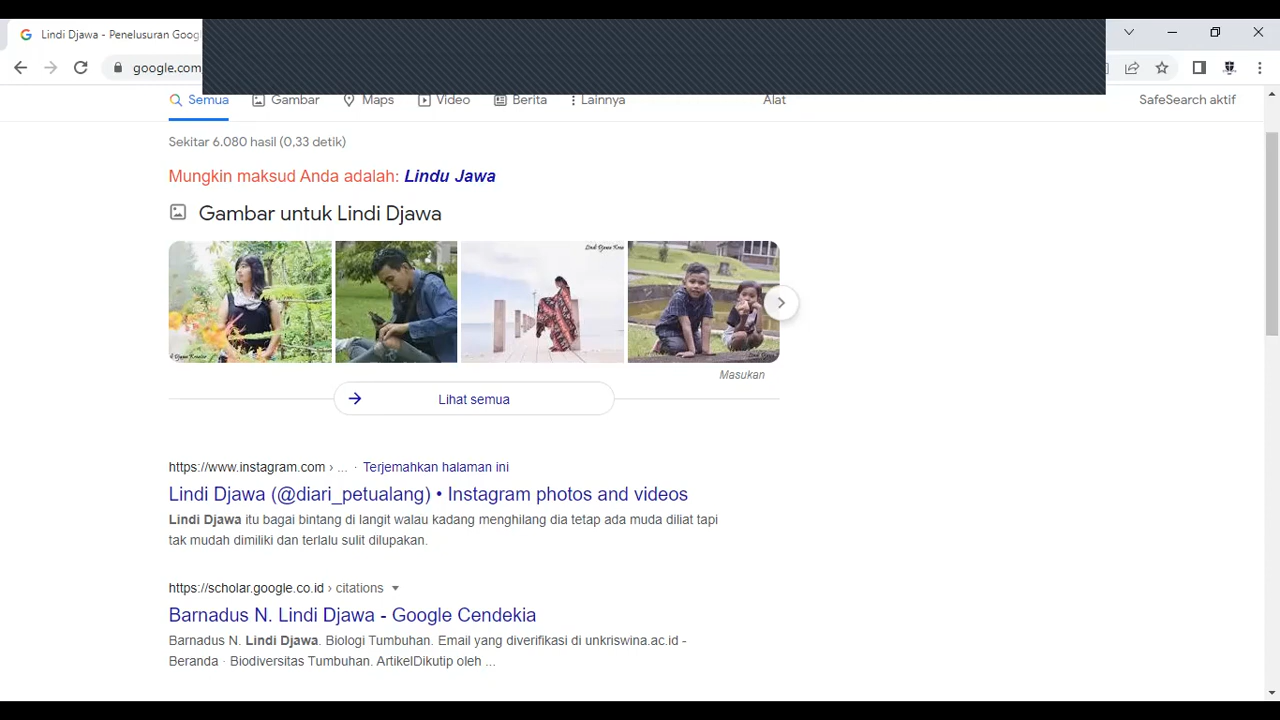 Lindi Djawa - Penelusuran Goog
google.com
Semua Gambar Maps Video Berita Lainnya Alat SafeSearch aktif
Sekitar 6.080 hasil (0,33 detik)
Mungkin maksud Anda adalah: Lindu Jawa
Gambar untuk Lindi Djawa
Masukan
Lihat semua
https://www.instagram.com › ... · Terjemahkan halaman ini
Lindi Djawa (@diari_petualang) • Instagram photos and videos
Lindi Djawa itu bagai bintang di langit walau kadang menghilang dia tetap ada muda diliat tapi
tak mudah dimiliki dan terlalu sulit dilupakan.
https://scholar.google.co.id › citations
Barnadus N. Lindi Djawa - Google Cendekia
Barnadus N. Lindi Djawa. Biologi Tumbuhan. Email yang diverifikasi di unkriswina.ac.id -
Beranda · Biodiversitas Tumbuhan. ArtikelDikutip oleh ...